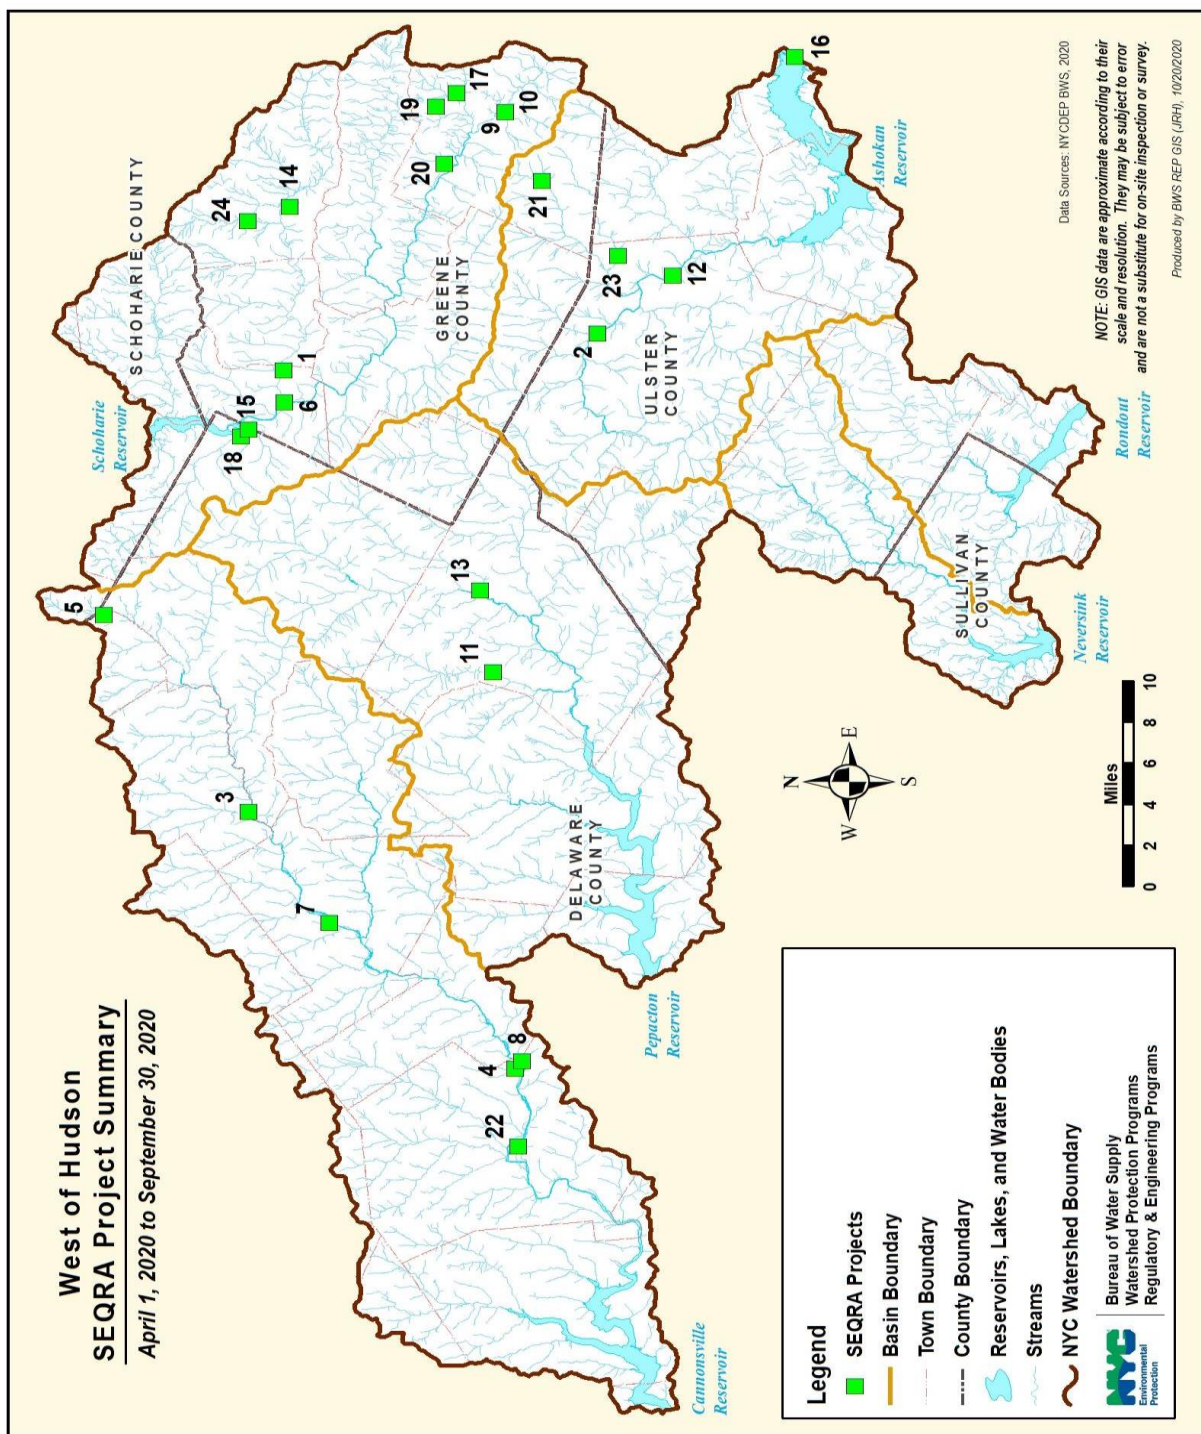 West of Hudson
SEQRA Project Summary
April 1, 2020 to September 30, 2020
SCHOHARIE COUNTY
Schoharie
Reservoir
5
18
15
6
1
24
14
19
17
20
9
10
21
GREENE
COUNTY
3
7
13
11
2
23
12
ULSTER
COUNTY
16
Ashokan
Reservoir
22
4
8
DELAWARE
COUNTY
Pepacton
Reservoir
Cannonsville
Reservoir
SULLIVAN
COUNTY
Neversink
Reservoir
Rondout
Reservoir
N
W
E
S
Miles
0 2 4 6 8 10
Legend
SEQRA Projects
Basin Boundary
Town Boundary
County Boundary
Reservoirs, Lakes, and Water Bodies
Streams
NYC Watershed Boundary
NYC
Environmental
Protection
Bureau of Water Supply
Watershed Protection Programs
Regulatory & Engineering Programs
Data Sources: NYCDEP BWS, 2020
NOTE: GIS data are approximate according to their
scale and resolution. They may be subject to error
and are not a substitute for on-site inspection or survey.
Produced by BWS REP GIS (JRH), 10/20/2020